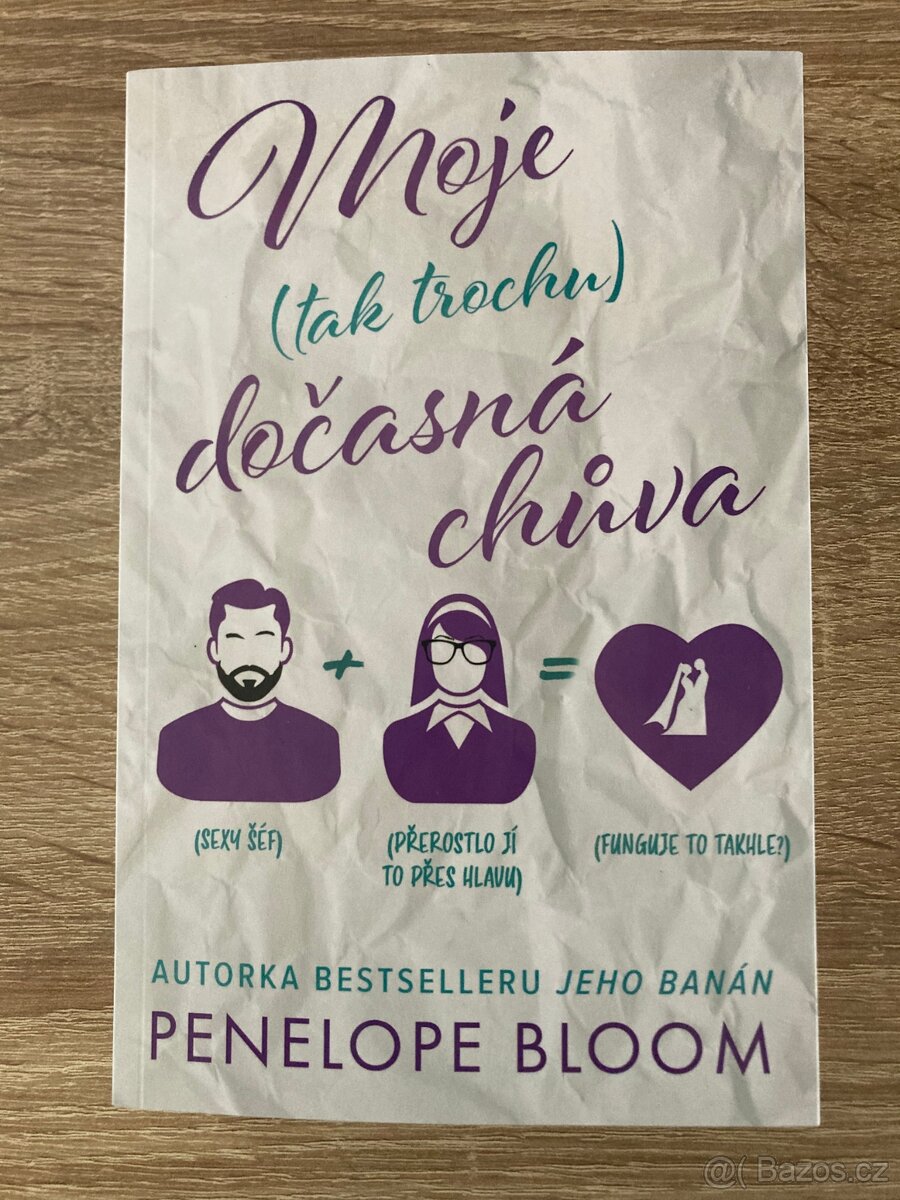 Moje
(tak trochu)
dočasná
chůva
+ =
(SEXY ŠÉF) (PŘEROSTLO JÍ (FUNGUJE TO TAKHLE?)
TO PŘES HLAVU)
AUTORKA BESTSELLERU JEHO BANÁN
PENELOPE BLOOM
@( Bazos.cz